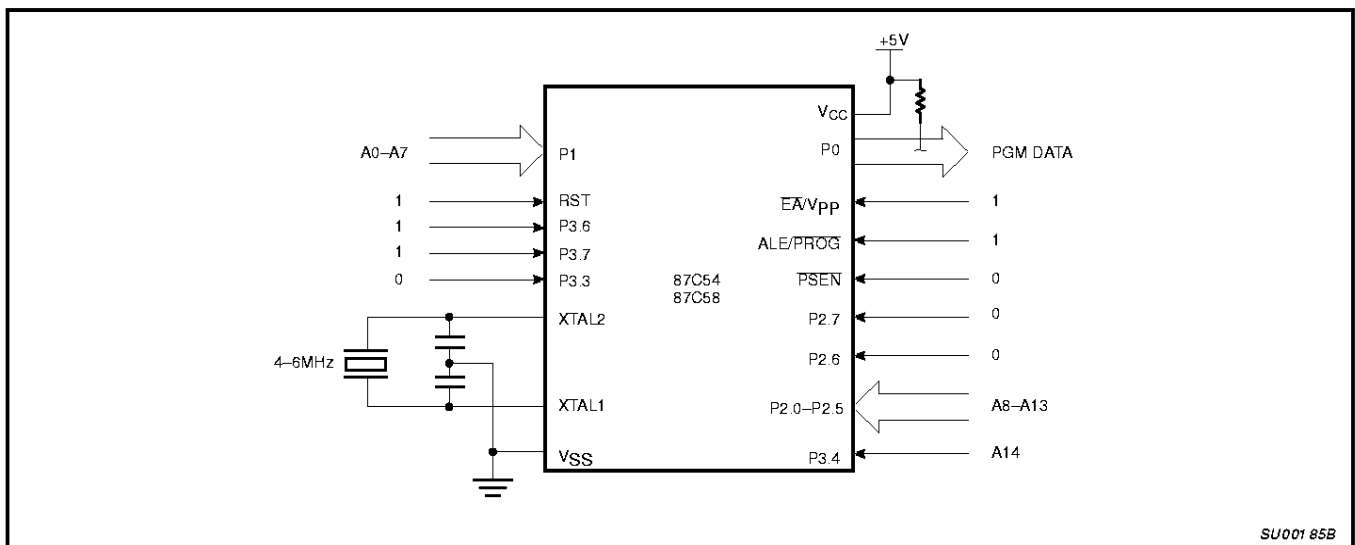 +5V
VCC
A0–A7
P1
P0
PGM DATA
1
RST
EA/VPP
1
1
P3.6
ALE/PROG
1
1
P3.7
0
P3.3
PSEN
0
87C54
87C58
XTAL2
P2.7
0
4–6MHz
P2.6
0
XTAL1
P2.0–P2.5
A8–A13
VSS
P3.4
A14
SU00185B